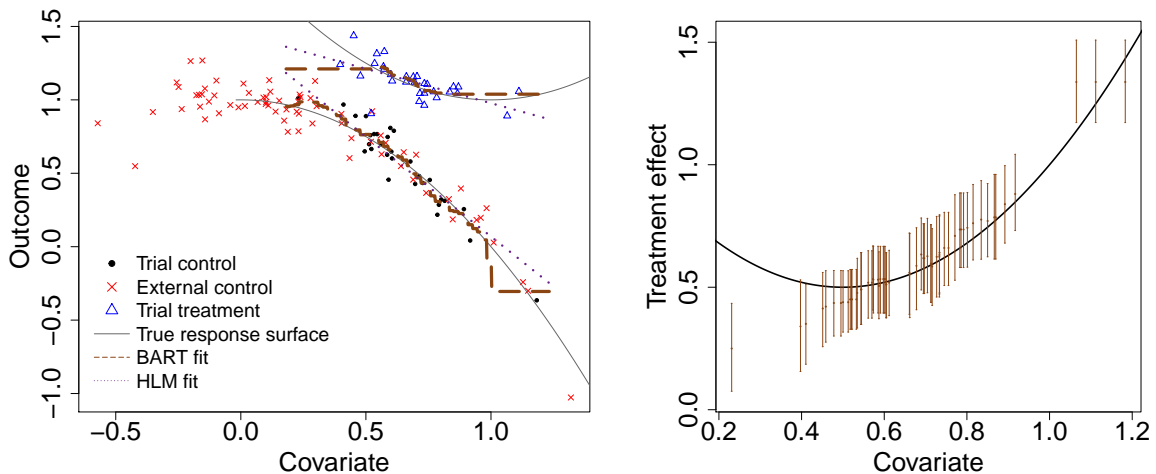 1.5
1.0
0.5
0.0
−0.5
−1.0
Outcome
Trial control
External control
Trial treatment
True response surface
BART fit
HLM fit
−0.5 0.0 0.5 1.0
Covariate
1.5
1.0
0.5
0.0
Treatment effect
0.2 0.4 0.6 0.8 1.0 1.2
Covariate